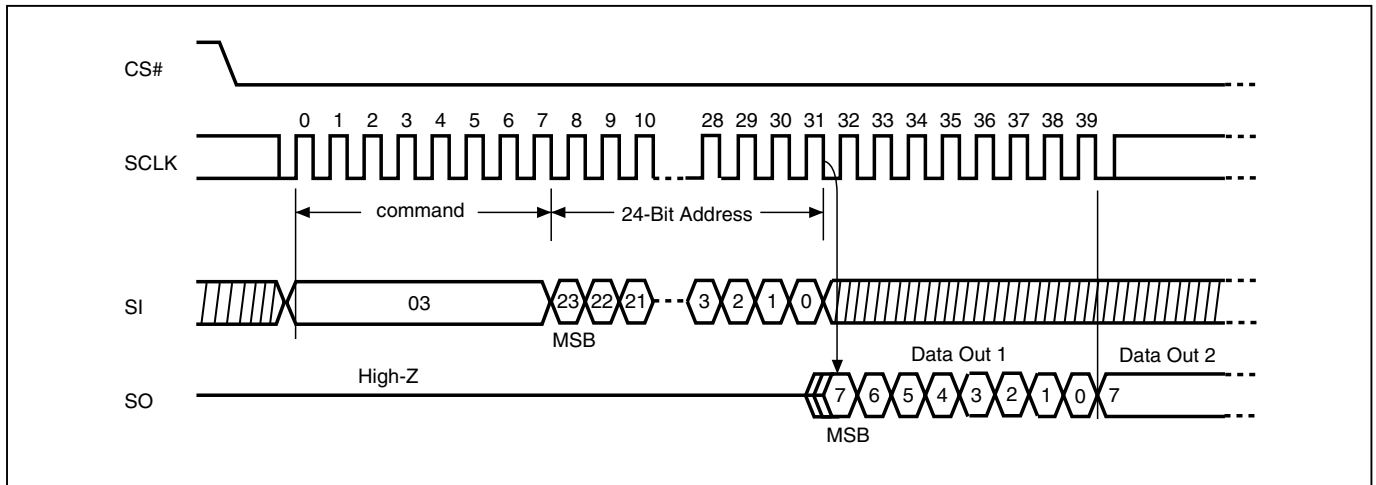 CS#
0 1 2 3 4 5 6 7 8 9 10 28 29 30 31 32 33 34 35 36 37 38 39
SCLK
command 24-Bit Address
SI 03 23 22 21 3 2 1 0
MSB
Data Out 1 Data Out 2
High-Z
SO 7 6 5 4 3 2 1 0 7
MSB